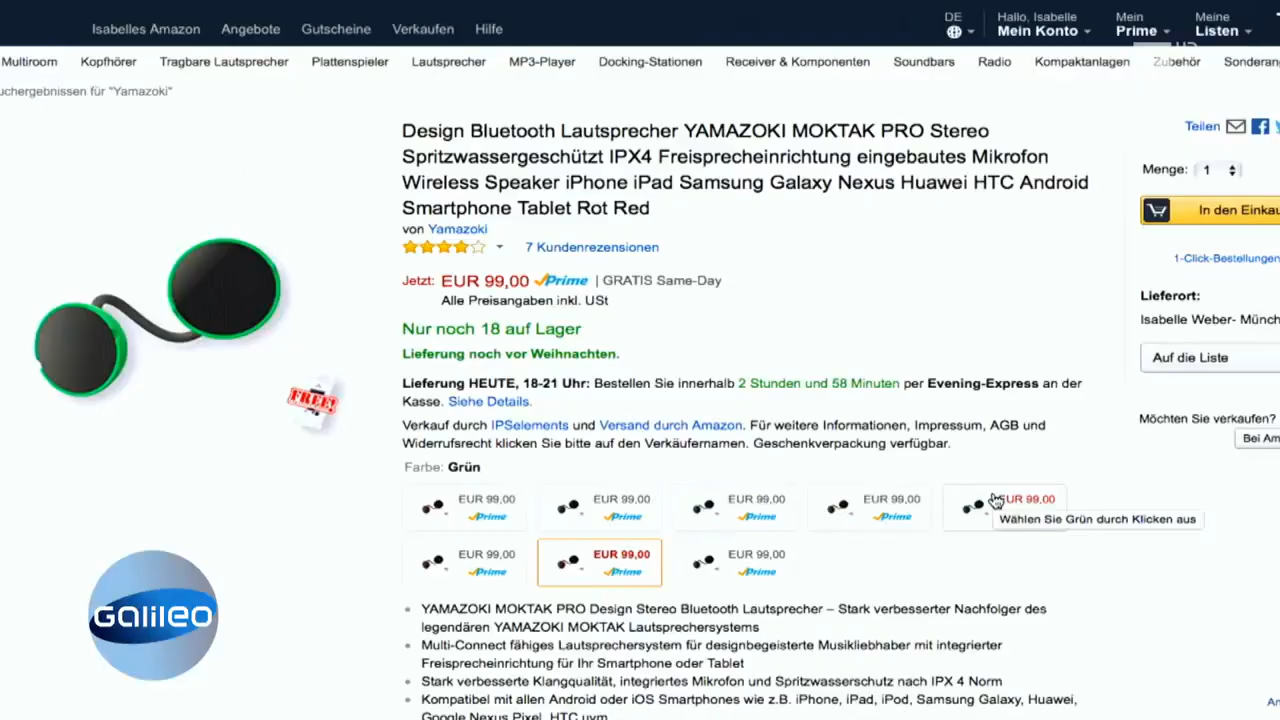 DE
Hallo, Isabelle
Mein
Meine
Isabelles Amazon
Angebote
Gutscheine
Verkaufen
Hilfe
Mein Konto
Prime
Listen
Multiroom
Kopfhörer
Tragbare Lautsprecher
Plattenspieler
Lautsprecher
MP3-Player
Docking-Stationen
Receiver & Komponenten
Soundbars
Radio
Kompaktanlagen
Zubehör
Sonderan
uchergebnissen für "Yamazoki"
Design Bluetooth Lautsprecher YAMAZOKI MOKTAK PRO Stereo
Spritzwassergeschützt IPX4 Freisprecheinrichtung eingebautes Mikrofon
Wireless Speaker iPhone iPad Samsung Galaxy Nexus Huawei HTC Android
Smartphone Tablet Rot Red
von Yamazoki
7 Kundenrezensionen
Jetzt: EUR 99,00 Prime | GRATIS Same-Day
Alle Preisangaben inkl. USt
Nur noch 18 auf Lager
Lieferung noch vor Weihnachten.
Lieferung HEUTE, 18-21 Uhr: Bestellen Sie innerhalb 2 Stunden und 58 Minuten per Evening-Express an der
Kasse. Siehe Details.
Verkauf durch IPSelements und Versand durch Amazon. Für weitere Informationen, Impressum, AGB und
Widerrufsrecht klicken Sie bitte auf den Verkäufernamen. Geschenkverpackung verfügbar.
Farbe: Grün
EUR 99,00
Prime
EUR 99,00
Prime
EUR 99,00
Prime
EUR 99,00
Prime
EUR 99,00
Wählen Sie Grün durch Klicken aus
EUR 99,00
Prime
EUR 99,00
Prime
EUR 99,00
Prime
YAMAZOKI MOKTAK PRO Design Stereo Bluetooth Lautsprecher – Stark verbesserter Nachfolger des
legendären YAMAZOKI MOKTAK Lautsprechersystems
Multi-Connect fähiges Lautsprechersystem für designbegeisterte Musikliebhaber mit integrierter
Freisprecheinrichtung für Ihr Smartphone oder Tablet
Stark verbesserte Klangqualität, integriertes Mikrofon und Spritzwasserschutz nach IPX 4 Norm
Kompatibel mit allen Android oder iOS Smartphones wie z.B. iPhone, iPad, iPod, Samsung Galaxy, Huawei,
Google Nexus Pixel, HTC uvm.
Teilen
Menge: 1
In den Einkau
1-Click-Bestellungen
Lieferort:
Isabelle Weber- Münch
Auf die Liste
Möchten Sie verkaufen?
Bei Am
FREE!
Galileo